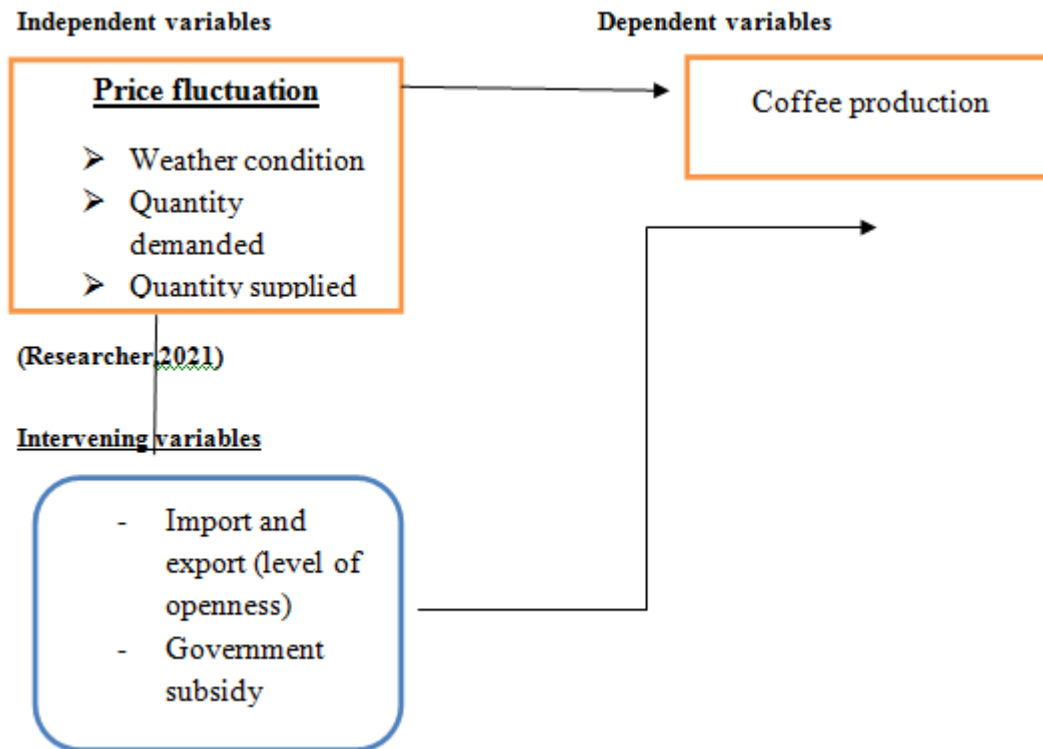 Independent variables
Dependent variables
Price fluctuation
➢ Weather condition
➢ Quantity
demanded
➢ Quantity supplied
Coffee production
(Researcher,2021)
Intervening variables
- Import and
export (level of
openness)
- Government
subsidy